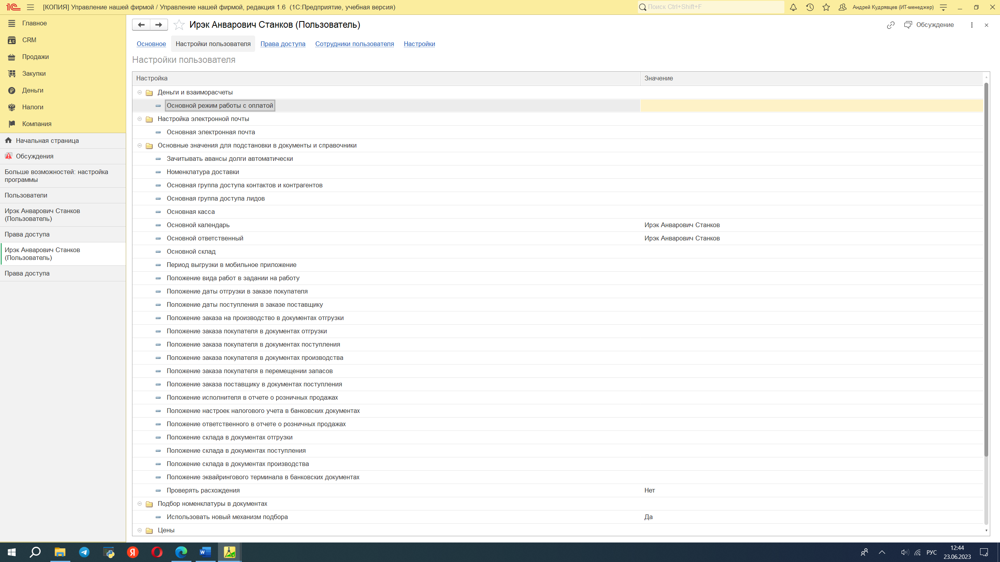 [КОПИЯ] Управление нашей фирмой / Управление нашей фирмой, редакция 1.6 (1С:Предприятие, учебная версия)
Поиск Ctrl+Shift+F
Андрей Кудрявцев (ИТ-менеджер)
Главное
CRM
Продажи
Закупки
Деньги
Налоги
Компания
Начальная страница
Обсуждения
Больше возможностей: настройка
программы
Пользователи
Ирэк Анварович Станков
(Пользователь)
Права доступа
Ирэк Анварович Станков
(Пользователь)
Права доступа
Ирэк Анварович Станков (Пользователь)
Обсуждение
Основное Настройки пользователя Права доступа Сотрудники пользователя Настройки
Настройки пользователя
Настройка Значение
Деньги и взаиморасчеты
Основной режим работы с оплатой
Настройка электронной почты
Основная электронная почта
Основные значения для подстановки в документы и справочники
Зачитывать авансы долги автоматически
Номенклатура доставки
Основная группа доступа контактов и контрагентов
Основная группа доступа лидов
Основная касса
Основной календарь Ирэк Анварович Станков
Основной ответственный Ирэк Анварович Станков
Основной склад
Период выгрузки в мобильное приложение
Положение вида работ в задании на работу
Положение даты отгрузки в заказе покупателя
Положение даты поступления в заказе поставщику
Положение заказа на производство в документах отгрузки
Положение заказа покупателя в документах отгрузки
Положение заказа покупателя в документах поступления
Положение заказа покупателя в документах производства
Положение заказа покупателя в перемещении запасов
Положение заказа поставщику в документах поступления
Положение исполнителя в отчете о розничных продажах
Положение настроек налогового учета в банковских документах
Положение ответственного в отчете о розничных продажах
Положение склада в документах отгрузки
Положение склада в документах поступления
Положение склада в документах производства
Положение эквайрингового терминала в банковских документах
Проверять расхождения Нет
Подбор номенклатуры в документах
Использовать новый механизм подбора Да
Цены
РУС
12:44
23.06.2023